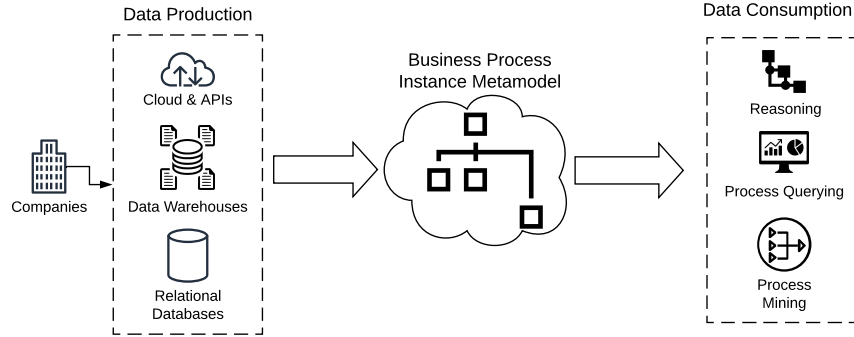 Data Production
Data Consumption
Business Process
Instance Metamodel
Cloud & APIs
Companies
Data Warehouses
Relational
Databases
Reasoning
Process Querying
Process
Mining